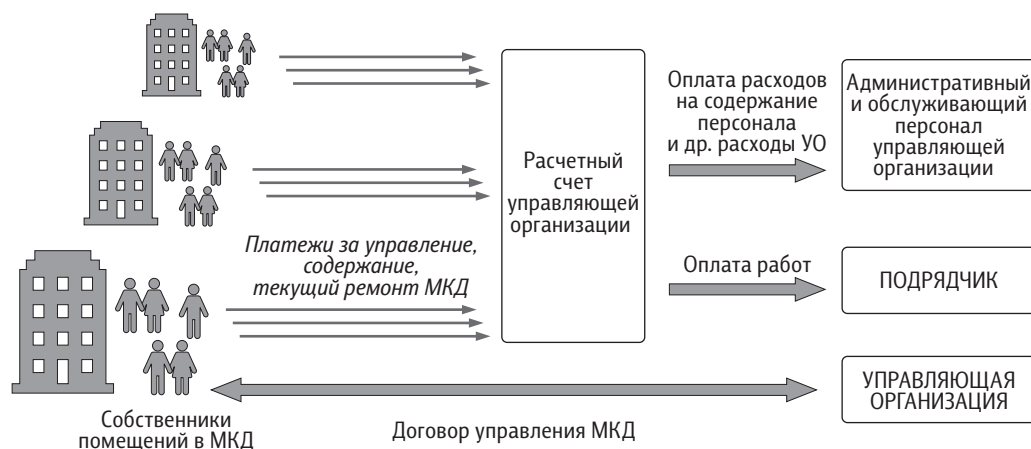 Оплата расходов
на содержание
персонала
и др. расходы УО
Административный
и обслуживающий
персонал
управляющей
организации
Расчетный
счет
управляющей
организации
Платежи за управление,
содержание,
текущий ремонт МКД
Оплата работ
ПОДРЯДЧИК
УПРАВЛЯЮЩАЯ
ОРГАНИЗАЦИЯ
Собственники
помещений в МКД
Договор управления МКД